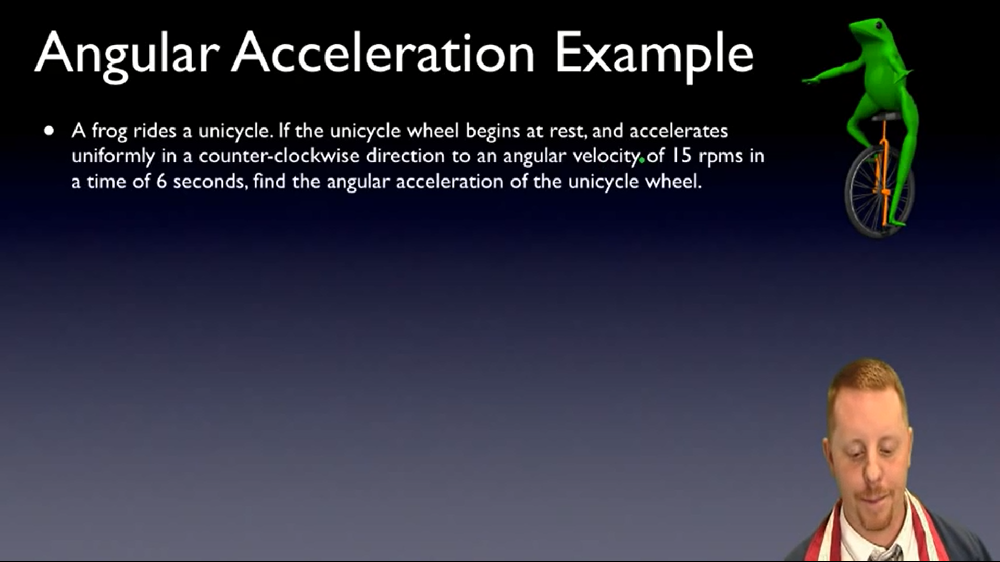 Angular Acceleration Example
• A frog rides a unicycle. If the unicycle wheel begins at rest, and accelerates
uniformly in a counter-clockwise direction to an angular velocity of 15 rpms in
a time of 6 seconds, find the angular acceleration of the unicycle wheel.